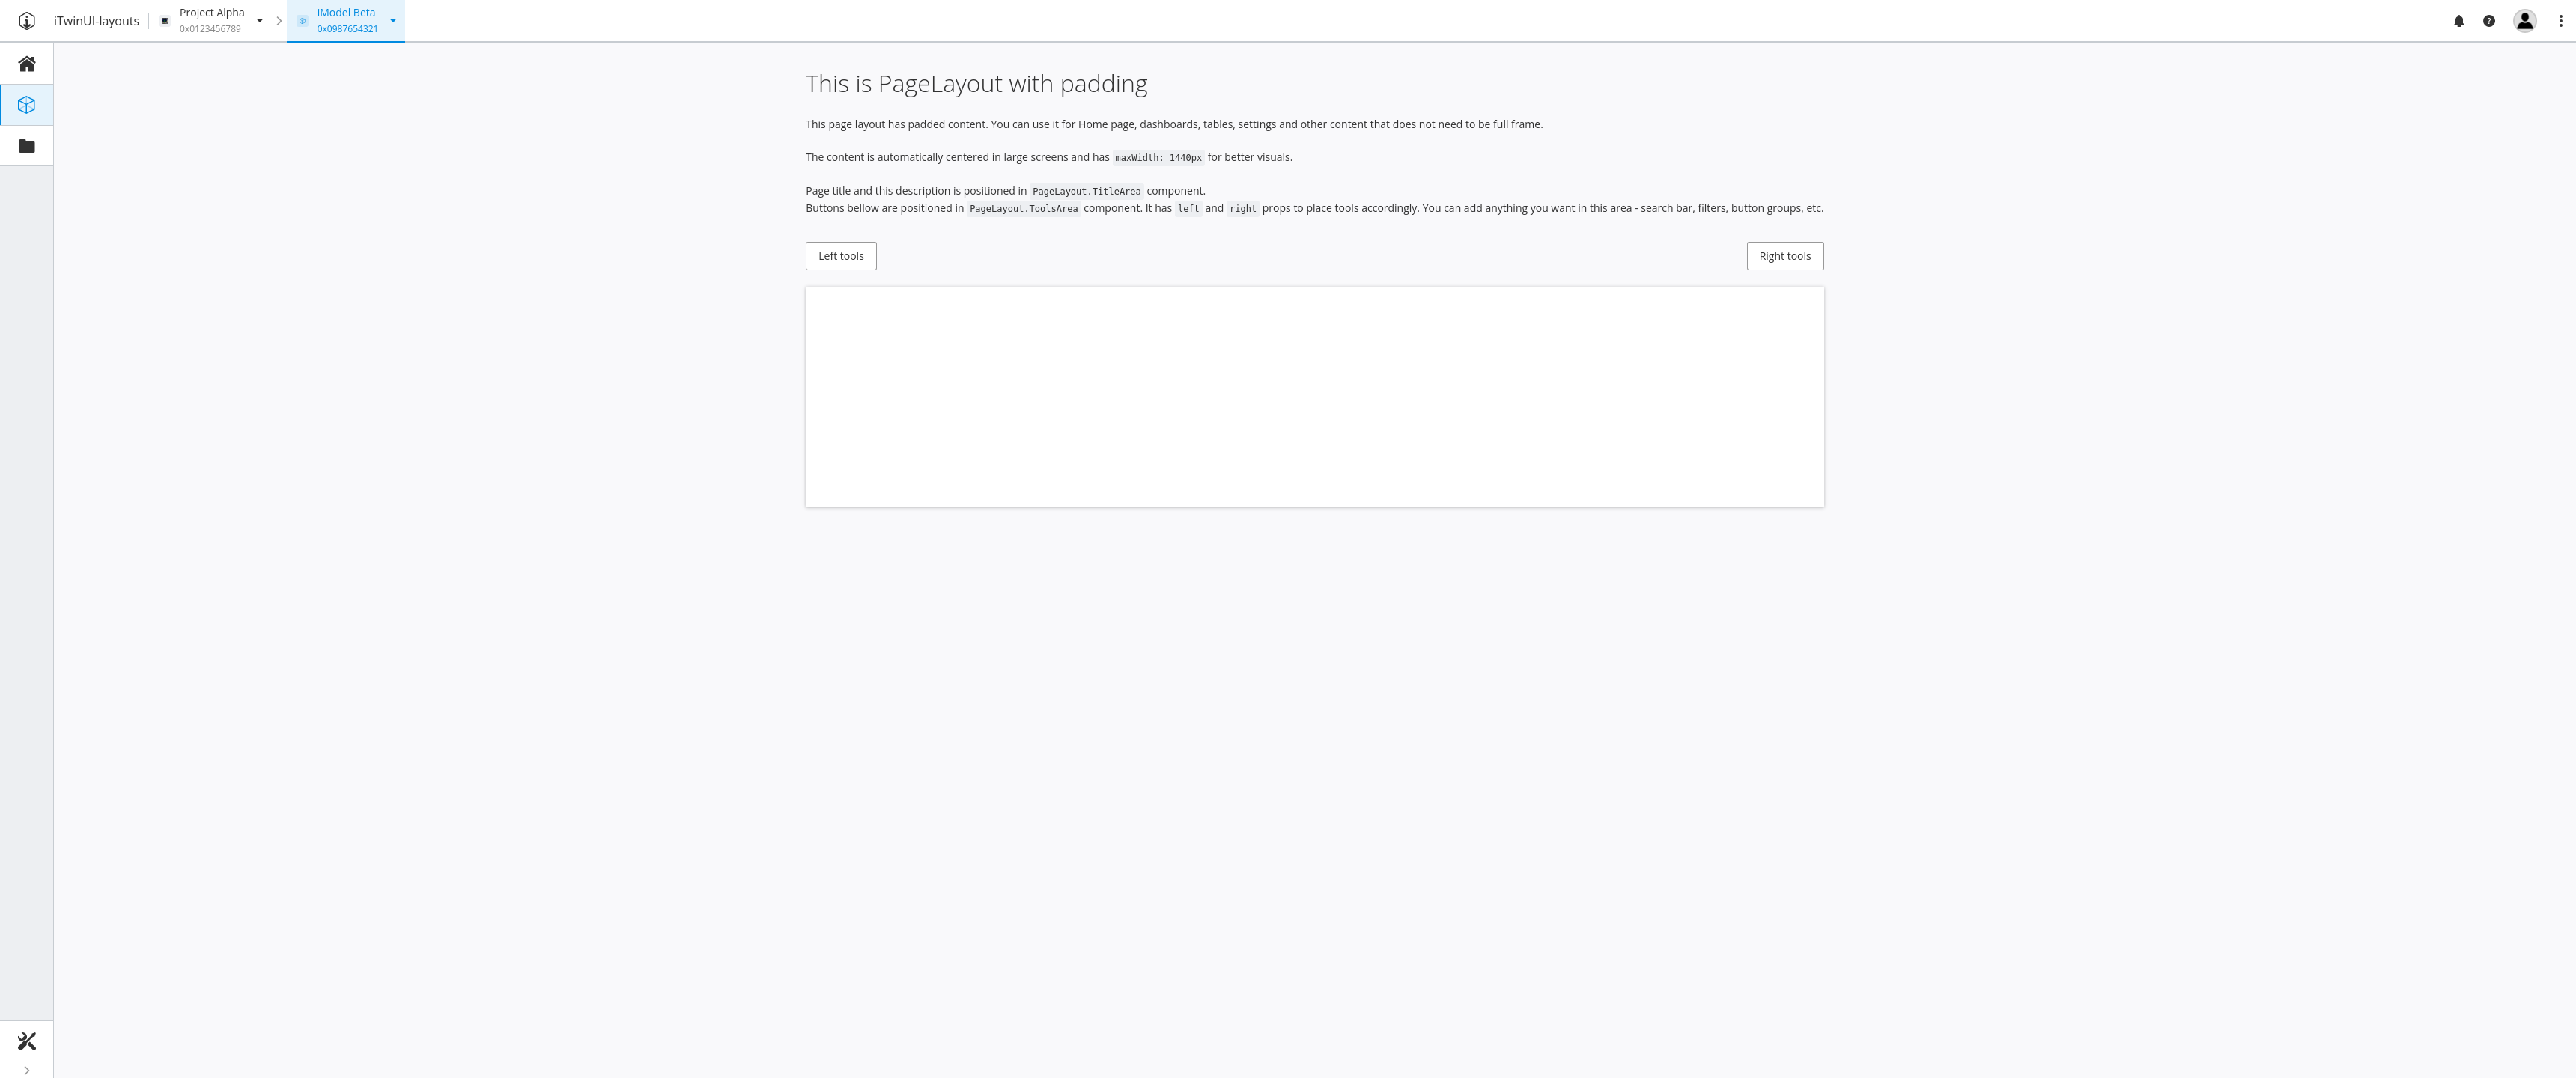 iTwinUI-layouts
Project Alpha
0x0123456789
iModel Beta
0x0987654321
This is PageLayout with padding
This page layout has padded content. You can use it for Home page, dashboards, tables, settings and other content that does not need to be full frame.
The content is automatically centered in large screens and has maxWidth: 1440px for better visuals.
Page title and this description is positioned in PageLayout.TitleArea component.
Buttons bellow are positioned in PageLayout.ToolsArea component. It has left and right props to place tools accordingly. You can add anything you want in this area - search bar, filters, button groups, etc.
Left tools
Right tools